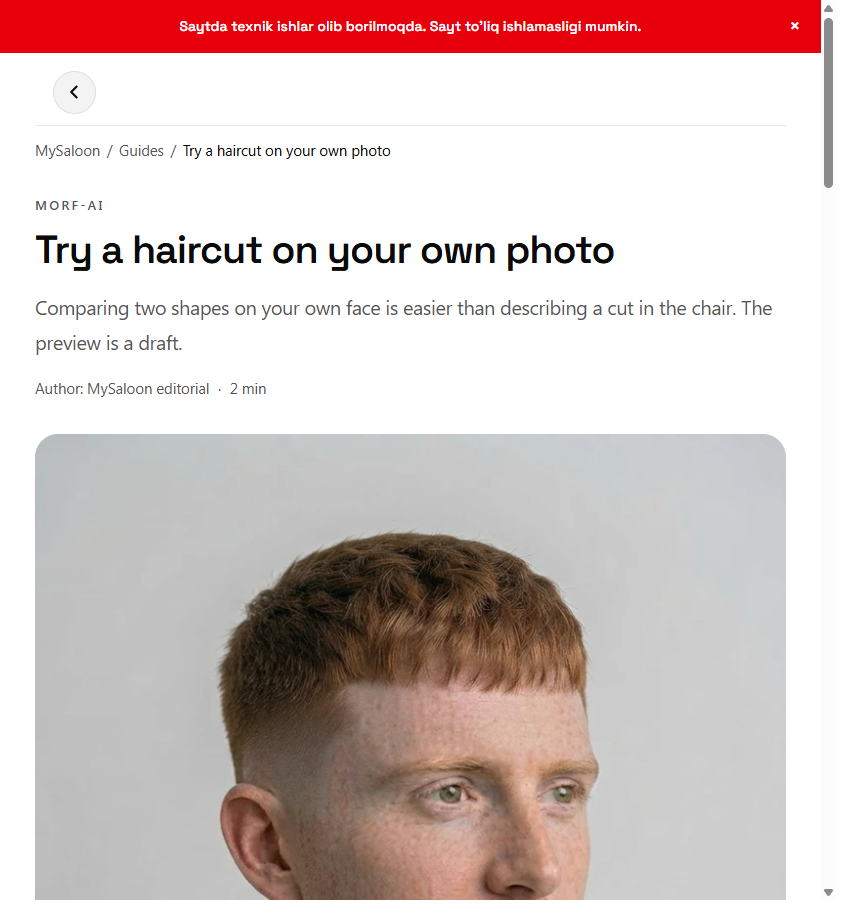 Saytda texnik ishlar olib borilmoqda. Sayt to'liq ishlamasligi mumkin.
×
MySaloon / Guides / Try a haircut on your own photo
MORF-AI
Try a haircut on your own photo
Comparing two shapes on your own face is easier than describing a cut in the chair. The
preview is a draft.
Author: MySaloon editorial · 2 min